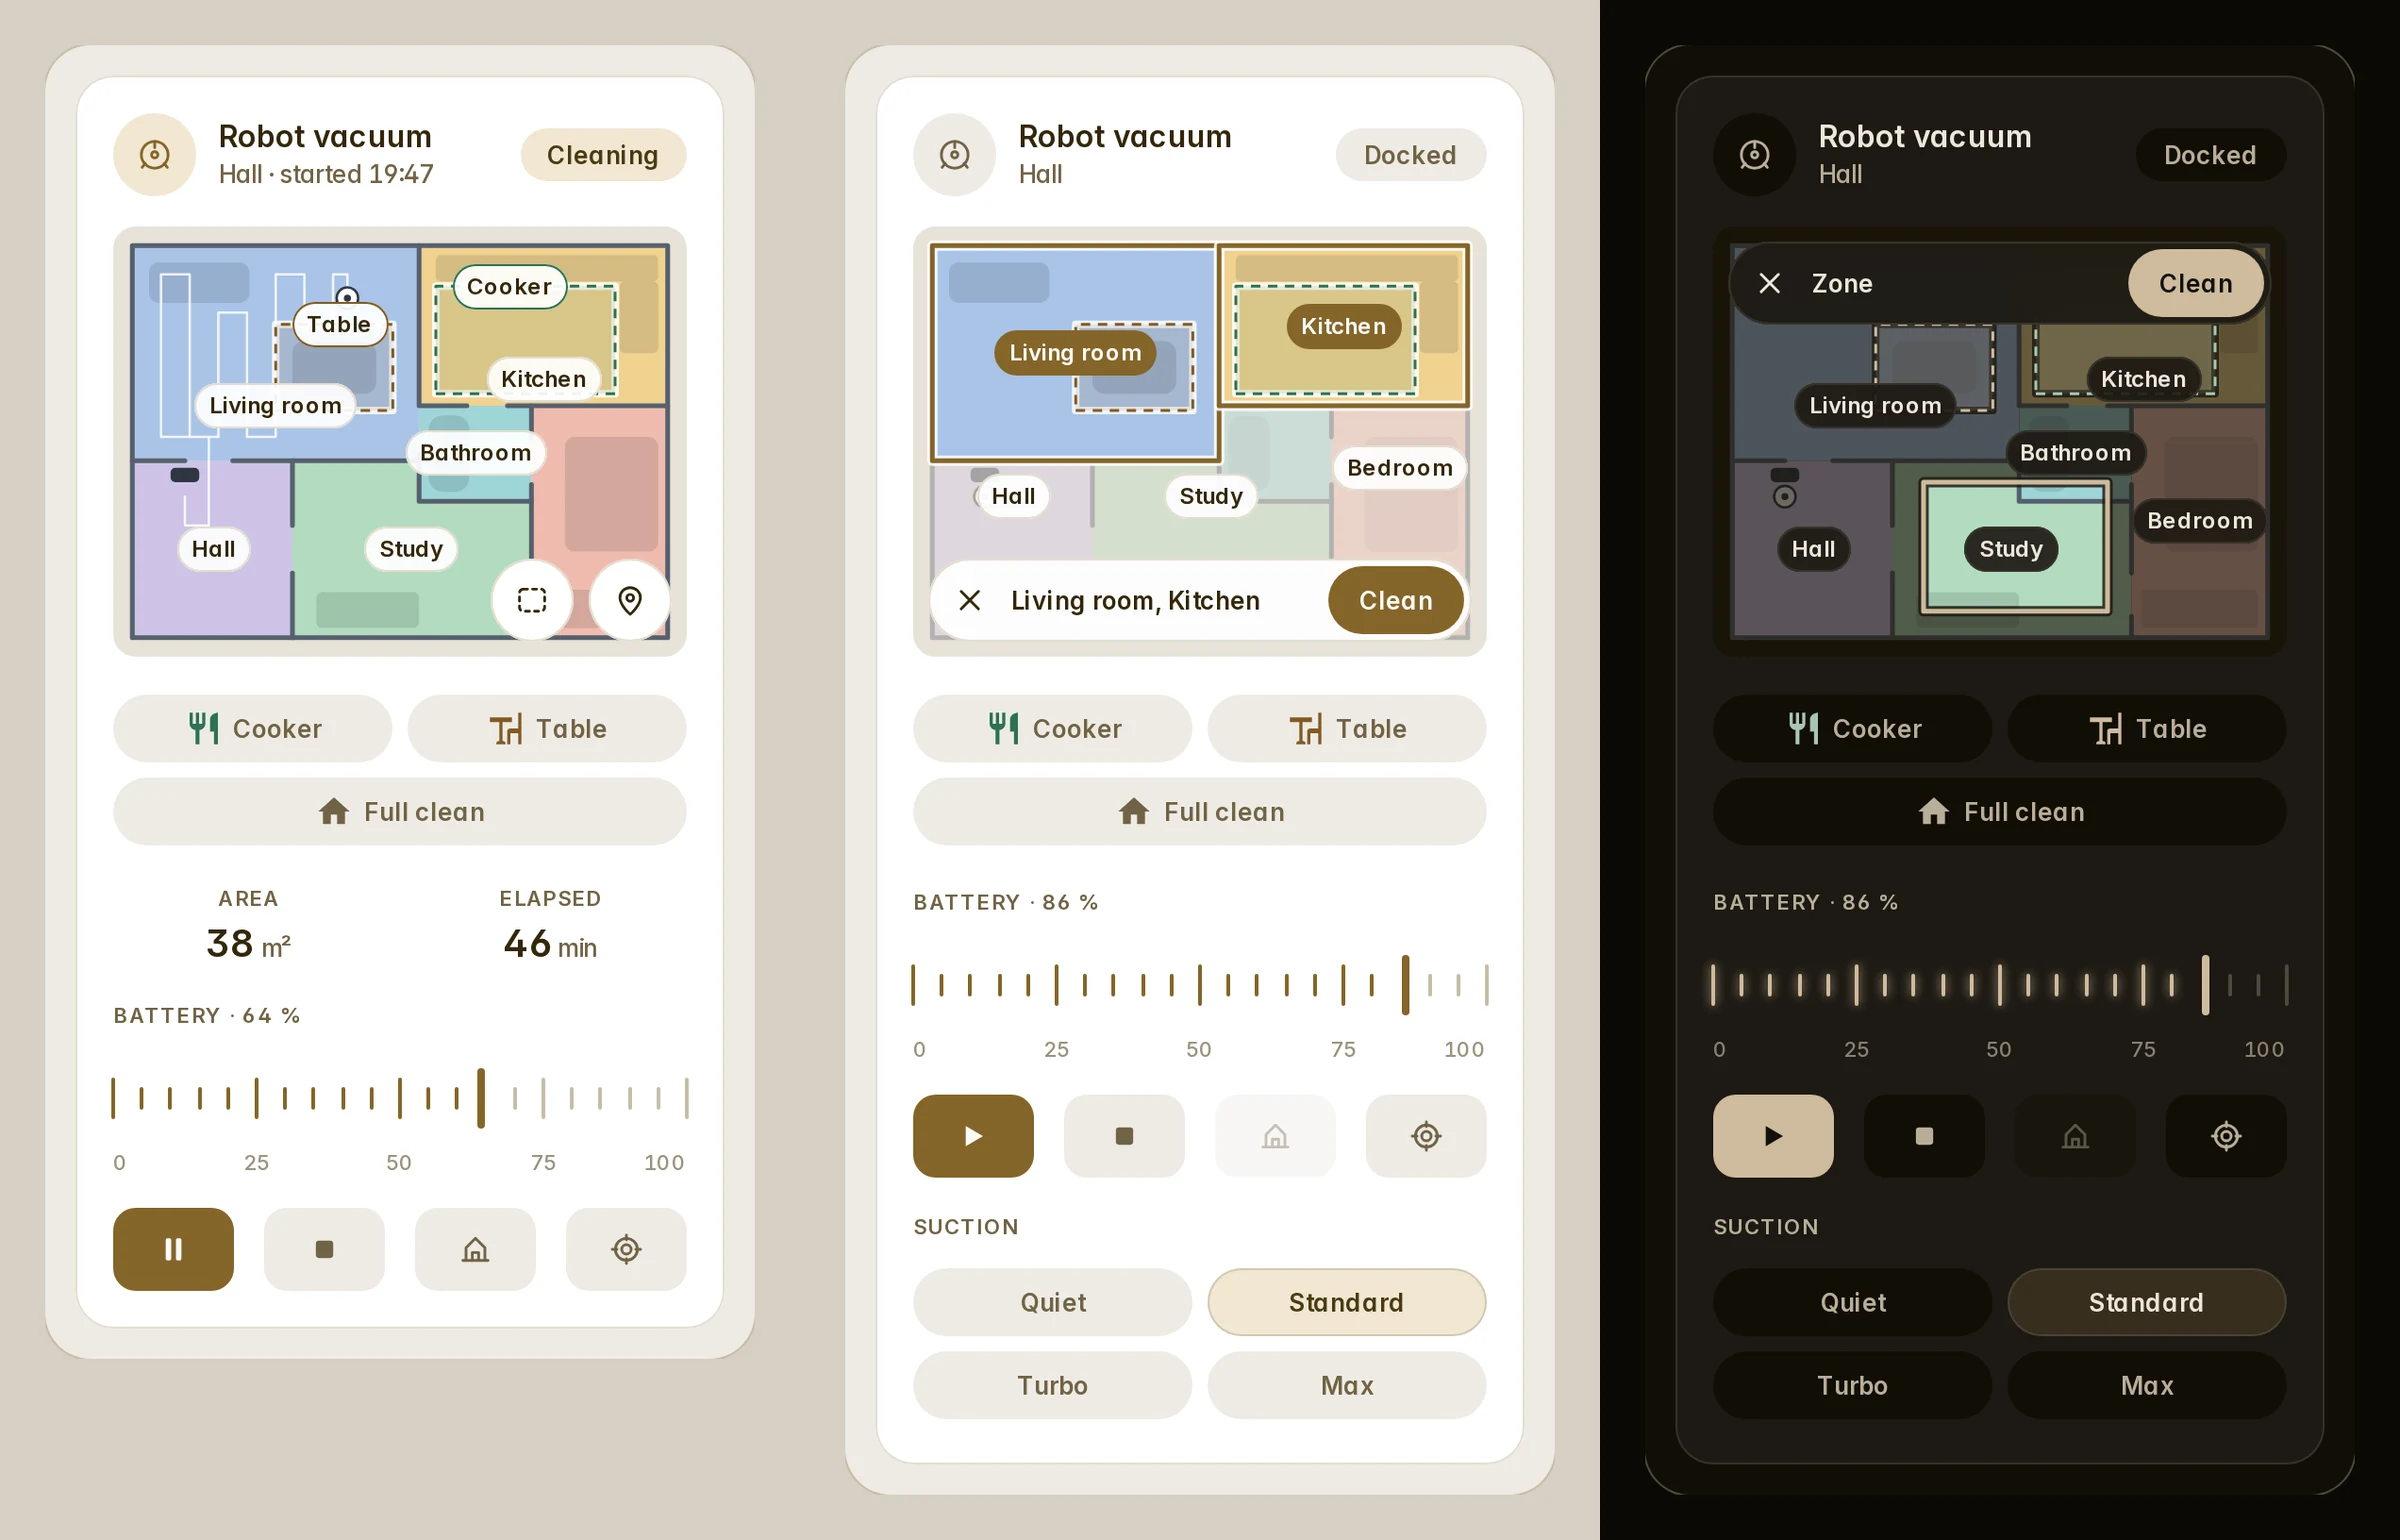 Robot vacuum
Hall · started 19:47
Cleaning
Cooker
Table
Kitchen
Living room
Bathroom
Hall
Study
Cooker
Table
Full clean
AREA
ELAPSED
38 m²
46 min
BATTERY · 64 %
0 25 50 75 100
Robot vacuum
Hall
Docked
Kitchen
Living room
Bedroom
Hall
Study
Living room, Kitchen
Clean
Cooker
Table
Full clean
BATTERY · 86 %
0 25 50 75 100
SUCTION
Quiet
Standard
Turbo
Max
Robot vacuum
Hall
Docked
Zone
Clean
Kitchen
Living room
Bathroom
Bedroom
Hall
Study
Cooker
Table
Full clean
BATTERY · 86 %
0 25 50 75 100
SUCTION
Quiet
Standard
Turbo
Max